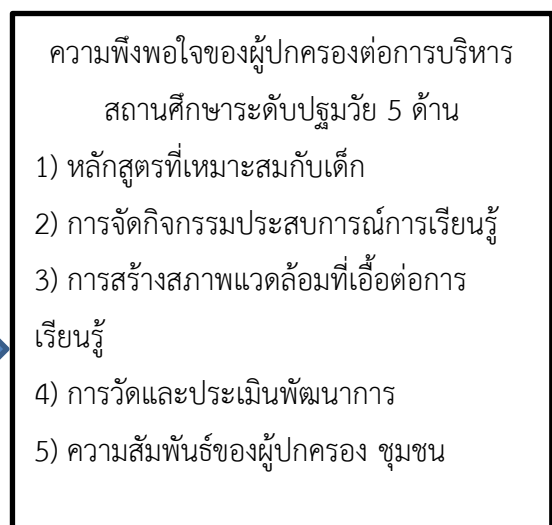 ความพึงพอใจของผู้ปกครองต่อการบริหาร
สถานศึกษาระดับปฐมวัย 5 ด้าน
1) หลักสูตรที่เหมาะสมกับเด็ก
2) การจัดกิจกรรมประสบการณ์การเรียนรู้
3) การสร้างสภาพแวดล้อมที่เอื้อต่อการ
เรียนรู้
4) การวัดและประเมินพัฒนาการ
5) ความสัมพันธ์ของผู้ปกครอง ชุมชน